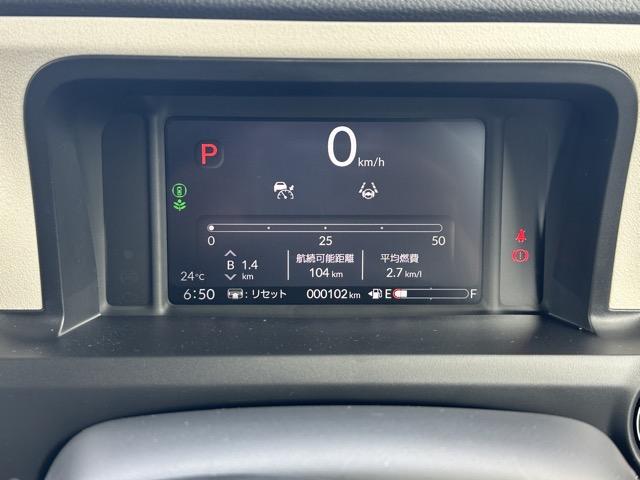 P
0 km/h
0 25 50
B 1.4 km
航続可能距離
104 km
平均燃費
2.7 km/l
24°C
6:50
: リセット
000102 km
E F